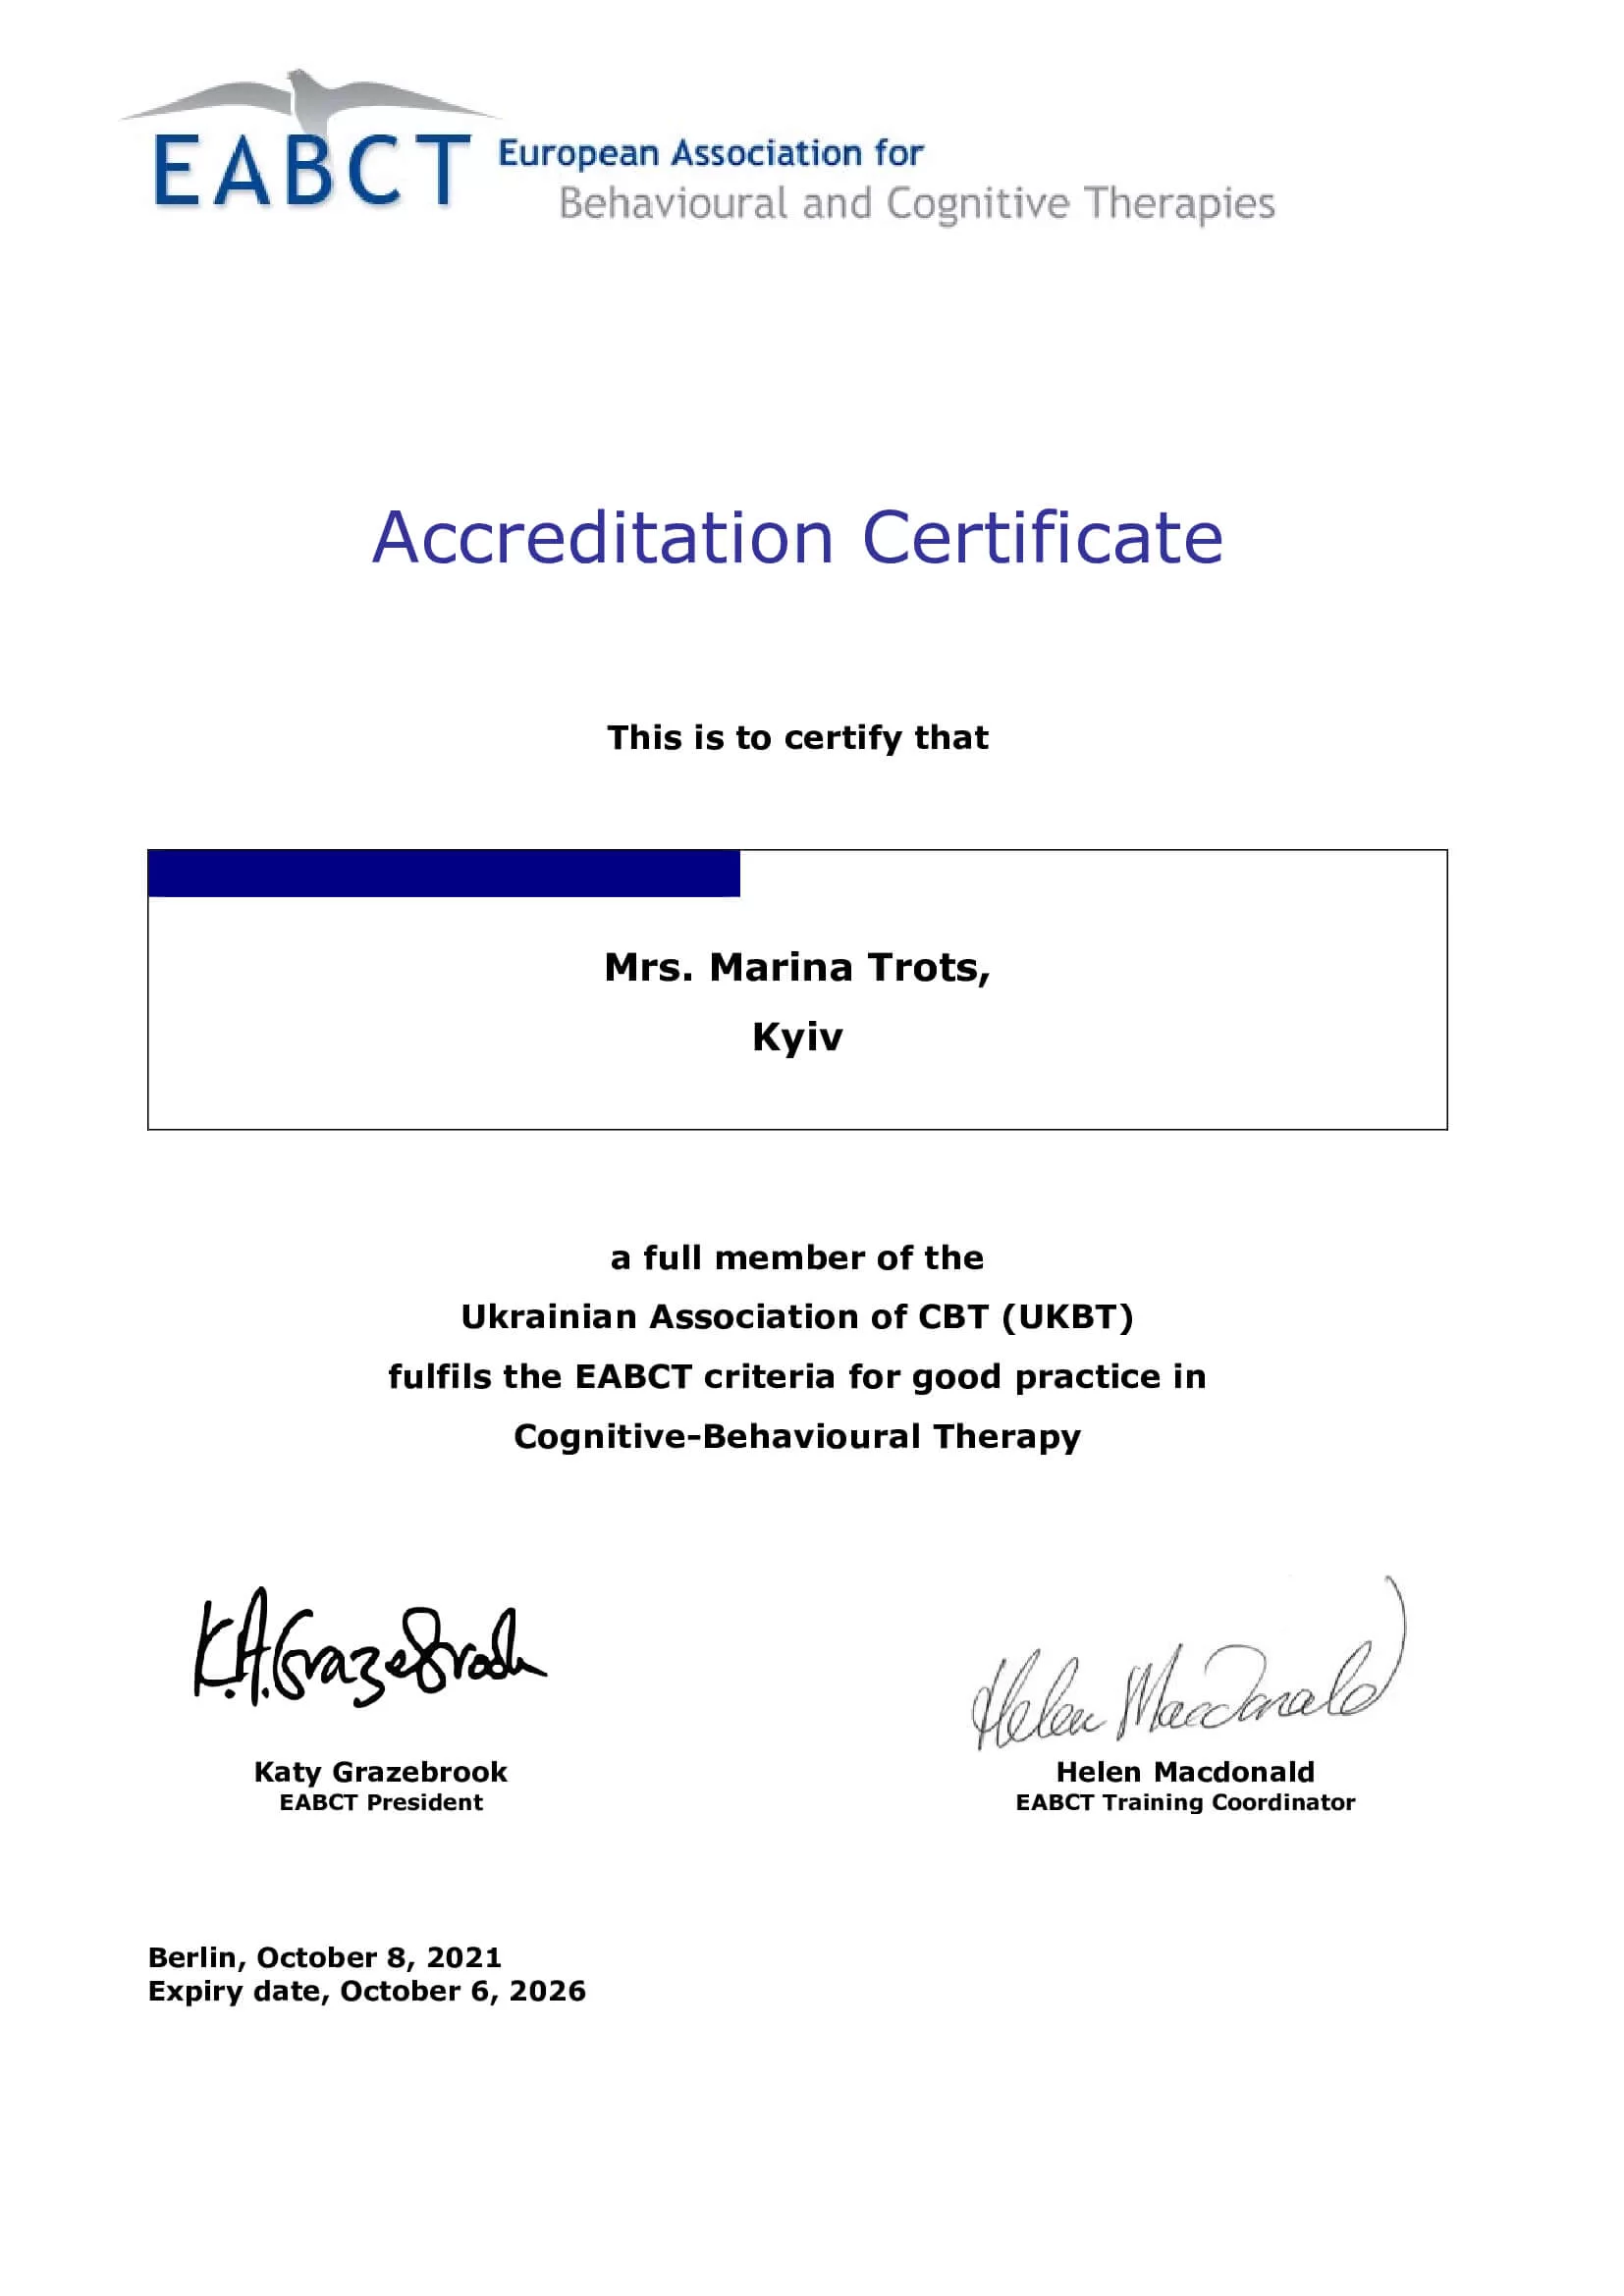 EABCT European Association for
Behavioural and Cognitive Therapies
Accreditation Certificate
This is to certify that
Mrs. Marina Trots,
Kyiv
a full member of the
Ukrainian Association of CBT (UKBT)
fulfils the EABCT criteria for good practice in
Cognitive-Behavioural Therapy
K.A.Grazebrook
Helen Macdonald
Katy Grazebrook
EABCT President
Helen Macdonald
EABCT Training Coordinator
Berlin, October 8, 2021
Expiry date, October 6, 2026